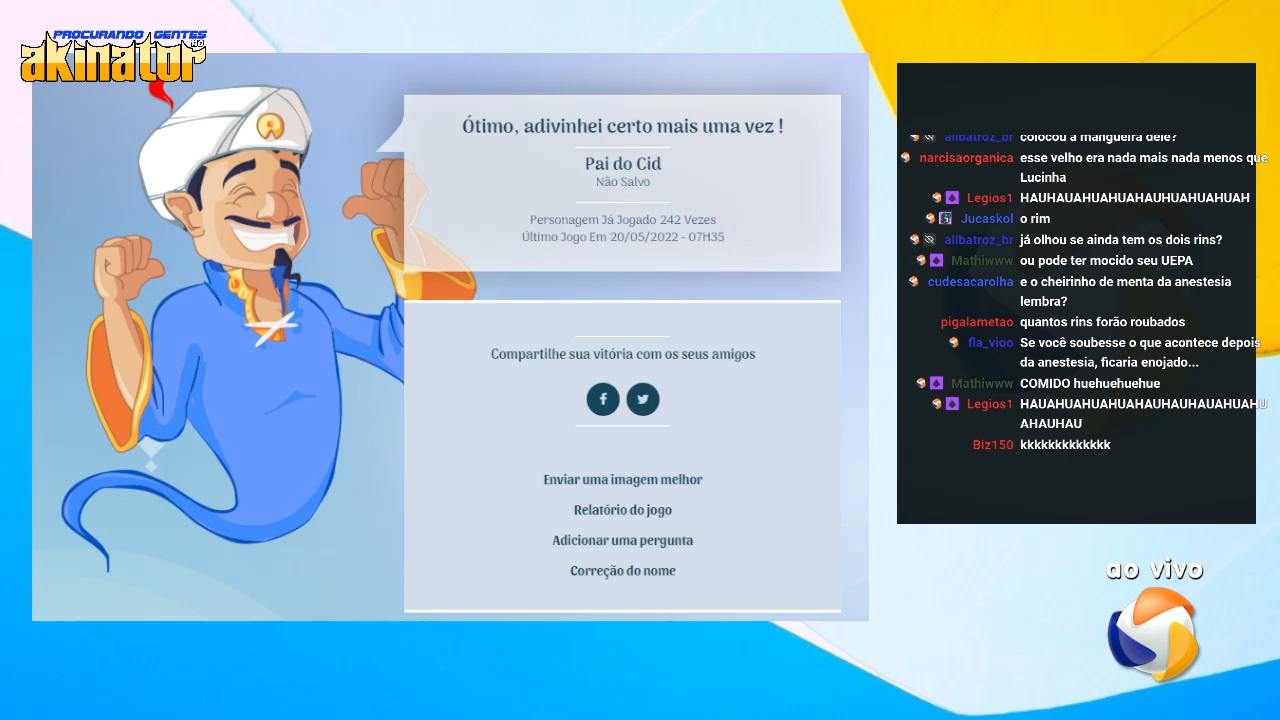 PROCURANDO GENTES
NO
akinator
Ótimo, adivinhei certo mais uma vez !
Pai do Cid
Não Salvo
Personagem Já Jogado 242 Vezes
Último Jogo Em 20/05/2022 - 07H35
Compartilhe sua vitória com os seus amigos
Enviar uma imagem melhor
Relatório do jogo
Adicionar uma pergunta
Correção do nome
allbatroz_br colocou a mangueira dele?
narcisaorganica esse velho era nada mais nada menos que
Lucinha
Legios1 HAUHAUAHUAHUAHAUHUAHUAHUAH
Jucaskol o rim
allbatroz_br já olhou se ainda tem os dois rins?
Mathiwww ou pode ter mocido seu UEPA
cudesacarolha e o cheirinho de menta da anestesia
lembra?
pigalametao quantos rins forão roubados
fla_vioo Se você soubesse o que acontece depois
da anestesia, ficaria enojado...
Mathiwww COMIDO huehuehuehue
Legios1 HAUAHUAHUAHUAHAUHAUHAUAHUAHU
AHAUHAU
Biz150 kkkkkkkkkkkkk
ao vivo